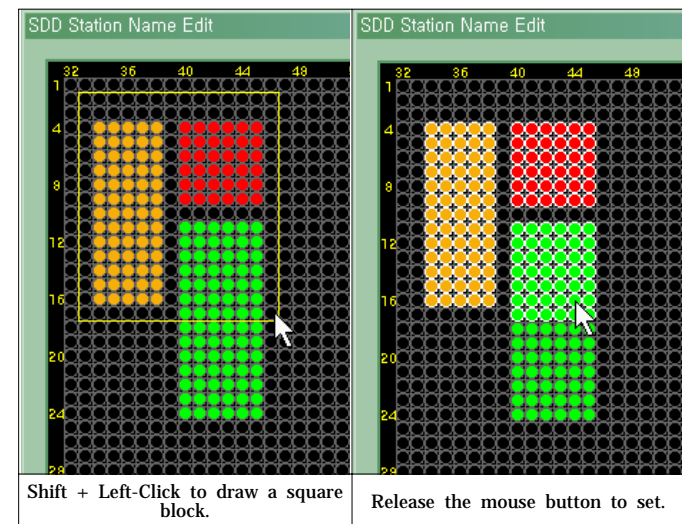 SDD Station Name Edit
32 36 40 44 48
1
4
8
12
16
20
24
29
Shift + Left-Click to draw a square
block.
SDD Station Name Edit
32 36 40 44 48
1
4
8
12
16
20
24
29
Release the mouse button to set.